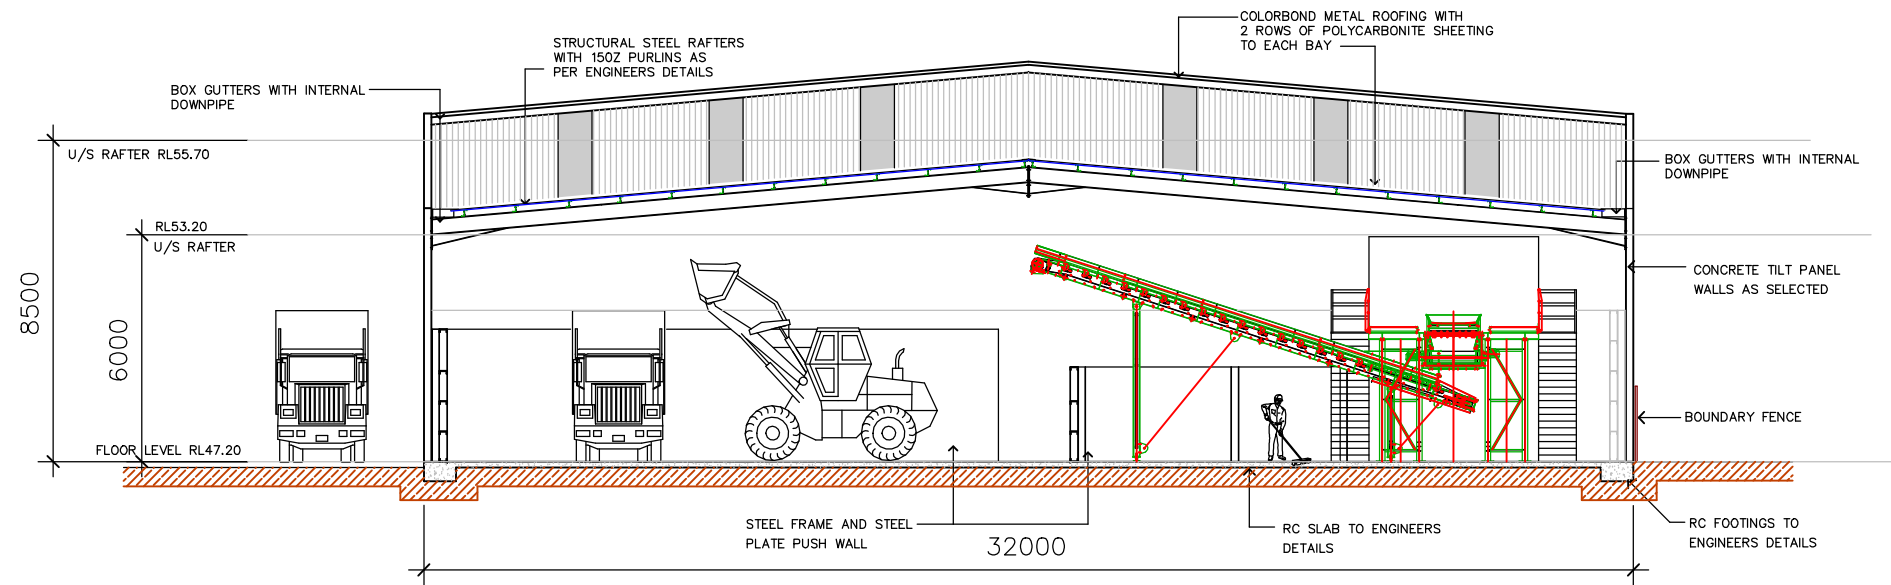 COLORBOND METAL ROOFING WITH
2 ROWS OF POLYCARBONITE SHEETING
TO EACH BAY
STRUCTURAL STEEL RAFTERS
WITH 150Z PURLINS AS
PER ENGINEERS DETAILS
BOX GUTTERS WITH INTERNAL
DOWNPIPE
U/S RAFTER RL55.70
BOX GUTTERS WITH INTERNAL
DOWNPIPE
RL53.20
U/S RAFTER
CONCRETE TILT PANEL
WALLS AS SELECTED
8500
6000
BOUNDARY FENCE
FLOOR LEVEL RL47.20
STEEL FRAME AND STEEL
PLATE PUSH WALL
RC SLAB TO ENGINEERS
DETAILS
RC FOOTINGS TO
ENGINEERS DETAILS
32000